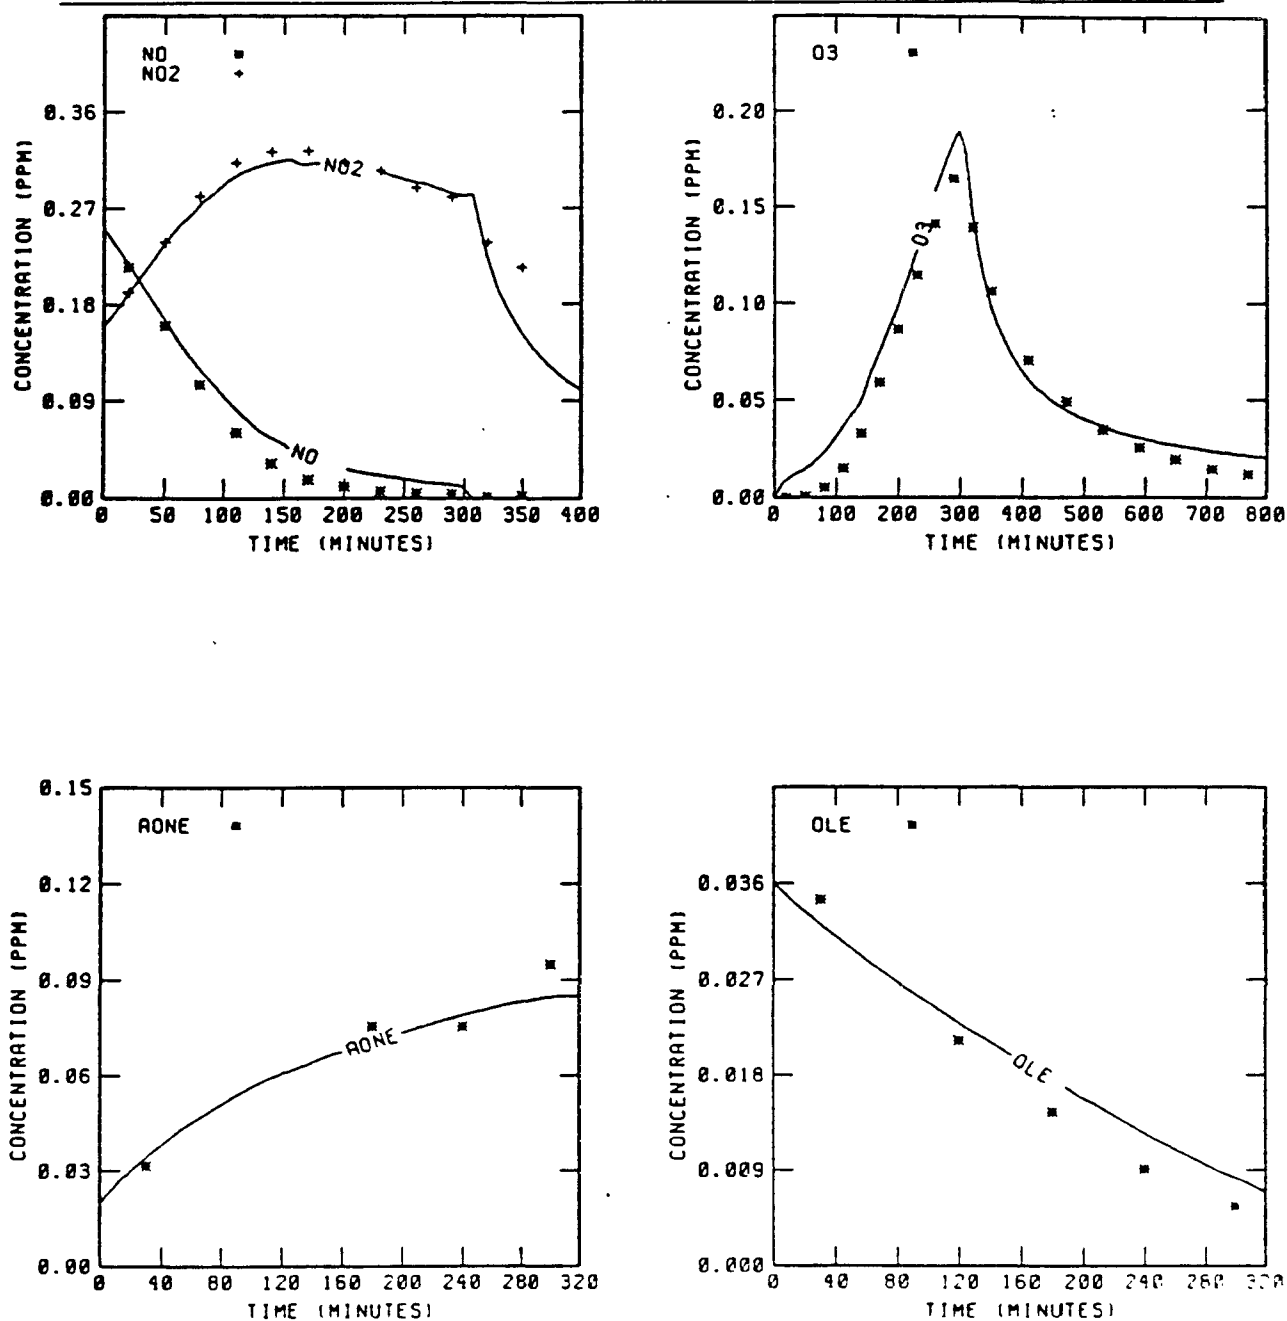 NO
NO2
0.36
0.27
0.18
0.09
0.00
CONCENTRATION (PPM)
NO2
NO
0 50 100 150 200 250 300 350 400
TIME (MINUTES)
O3
0.20
0.15
0.10
0.05
0.00
CONCENTRATION (PPM)
O3
0 100 200 300 400 500 600 700 800
TIME (MINUTES)
AONE
0.15
0.12
0.09
0.06
0.03
0.00
CONCENTRATION (PPM)
AONE
0 40 80 120 160 200 240 280 320
TIME (MINUTES)
OLE
0.036
0.027
0.018
0.009
0.000
CONCENTRATION (PPM)
OLE
0 40 80 120 160 200 240 280 320
TIME (MINUTES)